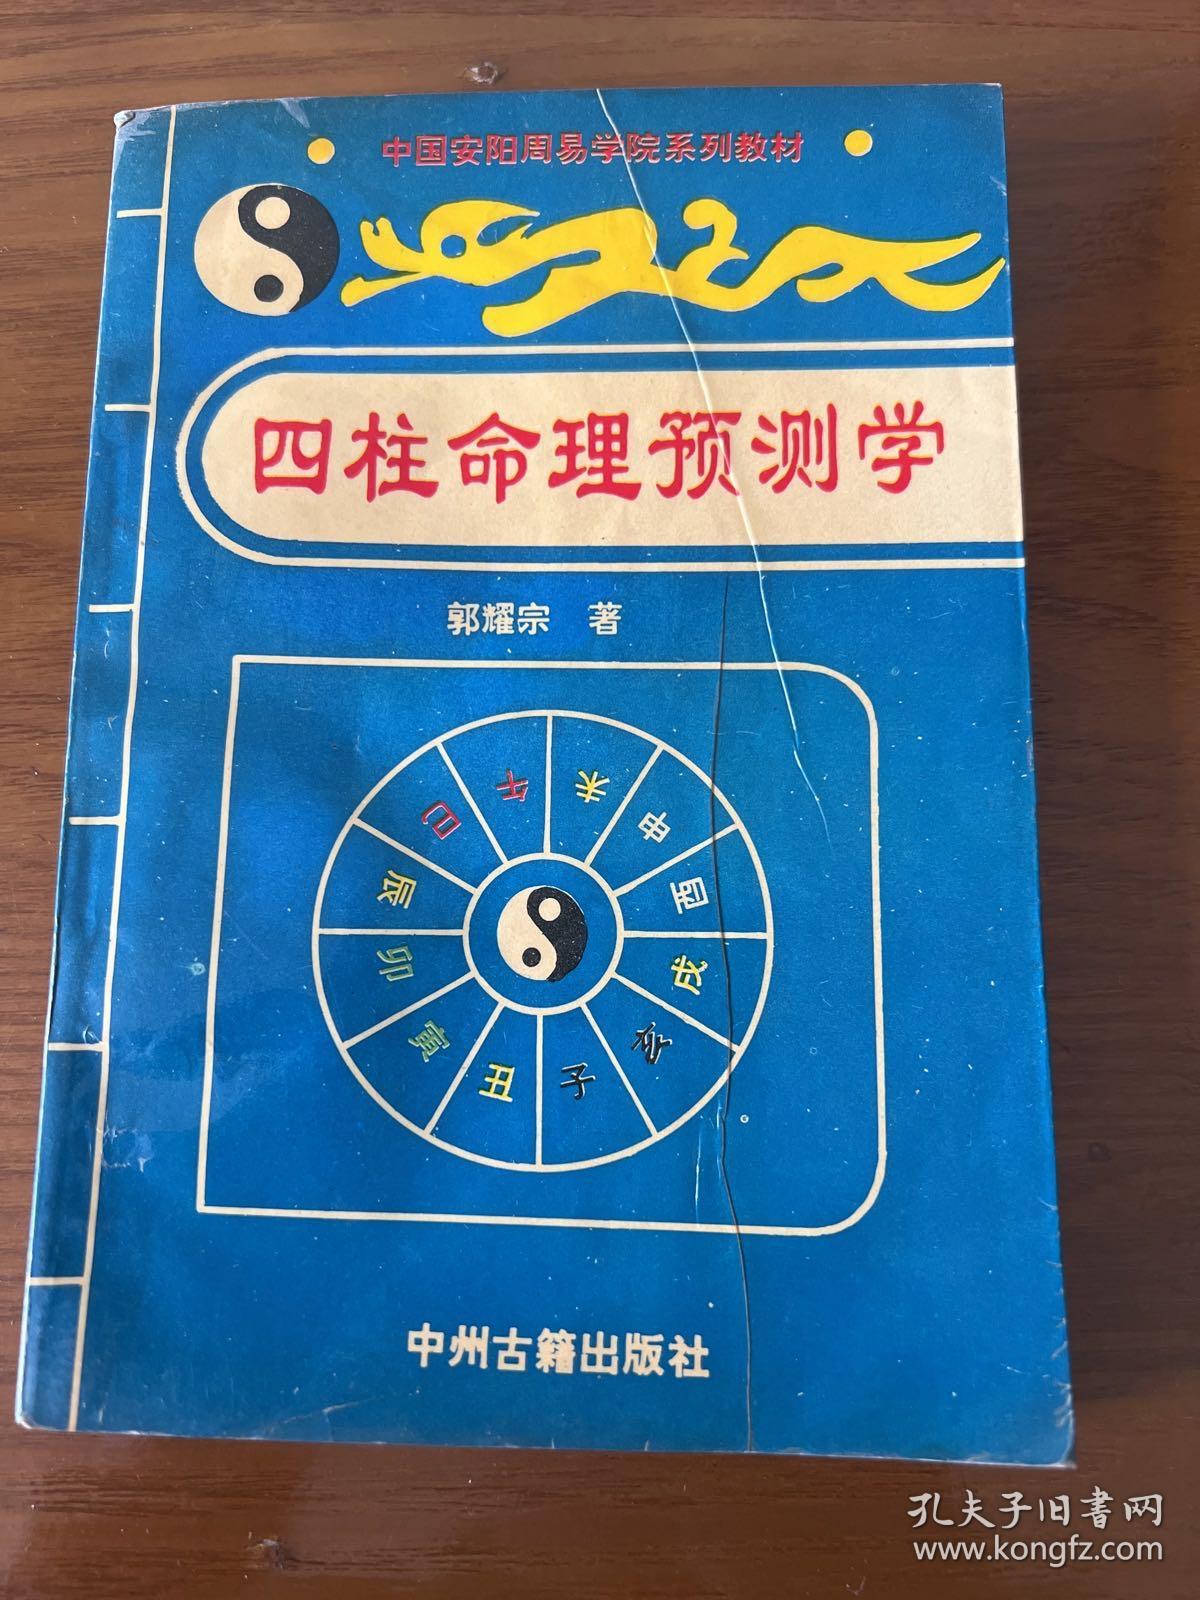 中国安阳周易学院系列教材
四柱命理预测学
郭耀宗 著
午
未
巳
申
辰
酉
卯
戌
寅
亥
丑
子
中州古籍出版社
孔夫子旧书网
www.kongfz.com